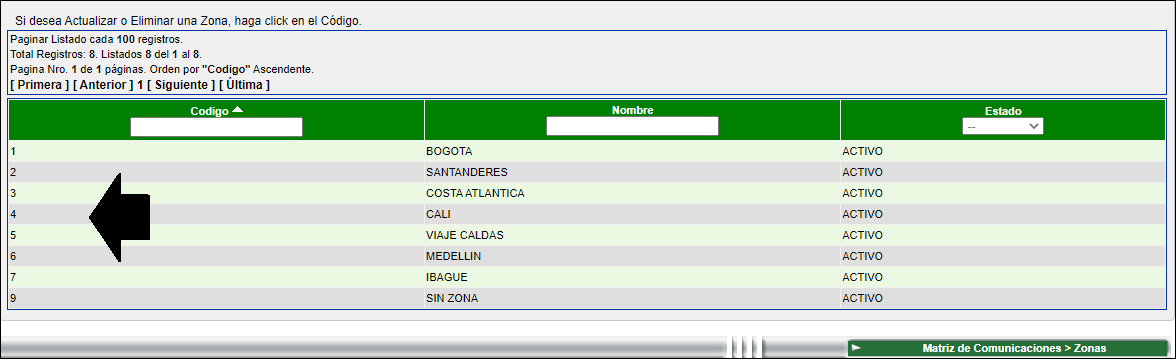 Si desea Actualizar o Eliminar una Zona, haga click en el Código.
Paginar Listado cada 100 registros.
Total Registros: 8. Listados 8 del 1 al 8.
Pagina Nro. 1 de 1 páginas. Orden por "Codigo" Ascendente.
[ Primera ] [ Anterior ] 1 [ Siguiente ] [ Última ]
Codigo Nombre Estado
--
1 BOGOTA ACTIVO
2 SANTANDERES ACTIVO
3 COSTA ATLANTICA ACTIVO
4 CALI ACTIVO
5 VIAJE CALDAS ACTIVO
6 MEDELLIN ACTIVO
7 IBAGUE ACTIVO
9 SIN ZONA ACTIVO
Matriz de Comunicaciones > Zonas